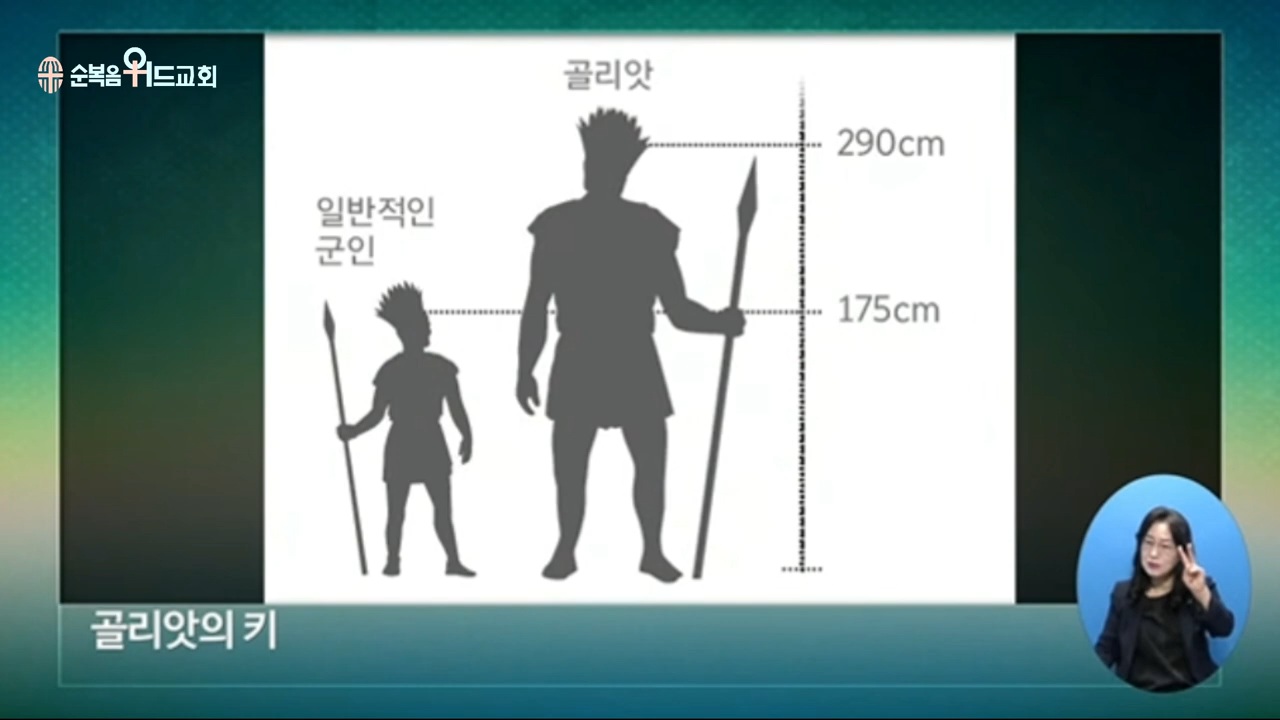 순복음위드교회
골리앗
290cm
일반적인
군인
175cm
골리앗의 키